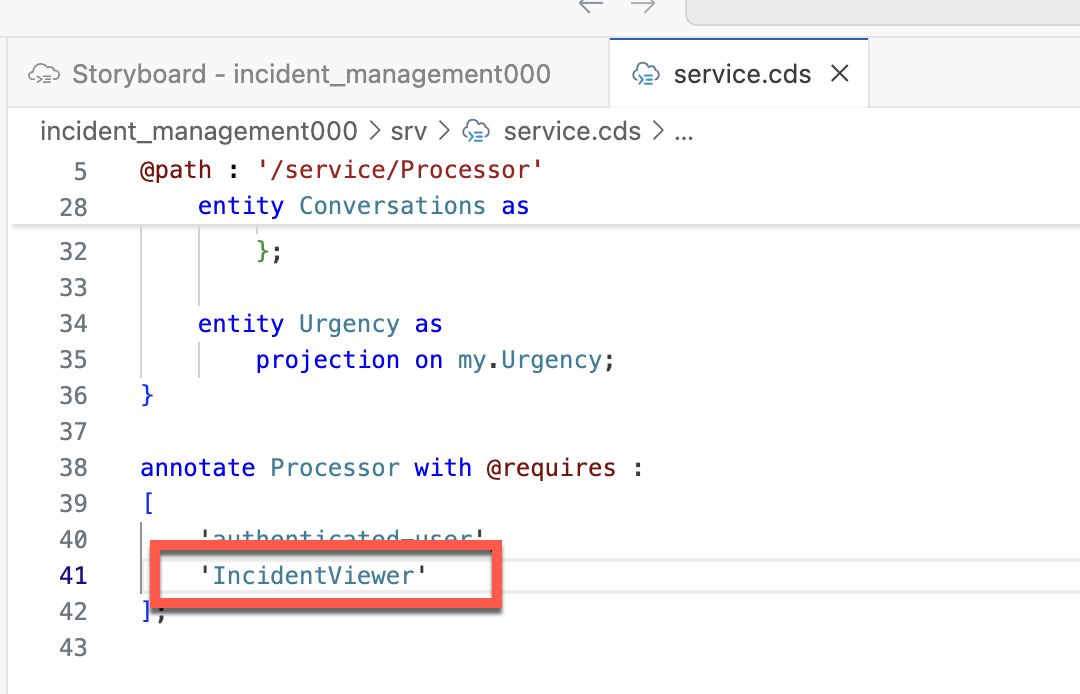 Storyboard - incident_management000
service.cds
incident_management000 > srv > service.cds > ...
5 @path : '/service/Processor'
28 entity Conversations as
32 };
33
34 entity Urgency as
35 projection on my.Urgency;
36 }
37
38 annotate Processor with @requires :
39 [
40 'authenticated-user',
41 'IncidentViewer'
42 ];
43